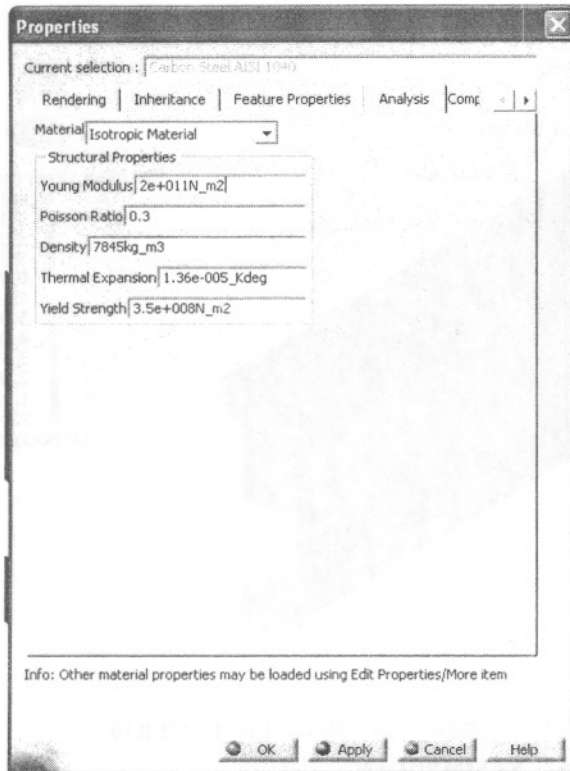 Properties
Current selection : Carbon Steel AISI 1040
Rendering Inheritance Feature Properties Analysis Comp
Material Isotropic Material
Structural Properties
Young Modulus 2e+011N_m2
Poisson Ratio 0.3
Density 7845kg_m3
Thermal Expansion 1.36e-005_Kdeg
Yield Strength 3.5e+008N_m2
Info: Other material properties may be loaded using Edit Properties/More item
OK Apply Cancel Help